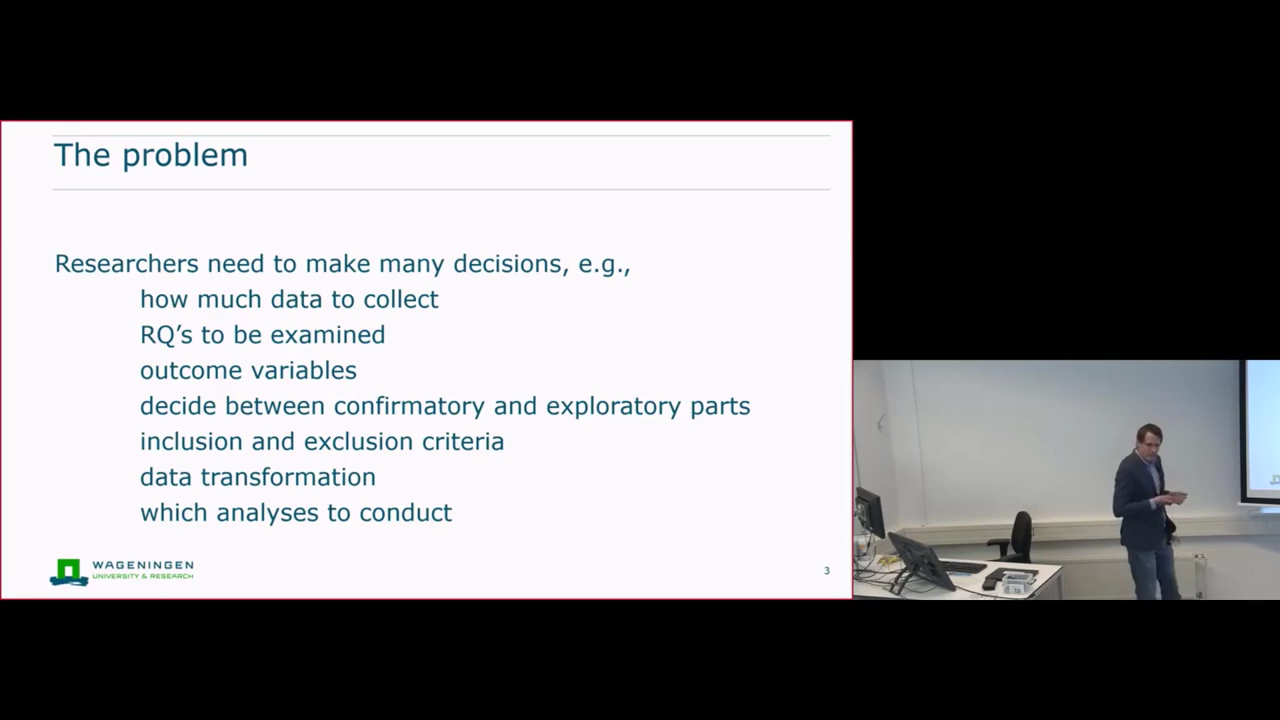 The problem
Researchers need to make many decisions, e.g.,
how much data to collect
RQ's to be examined
outcome variables
decide between confirmatory and exploratory parts
inclusion and exclusion criteria
data transformation
which analyses to conduct
WAGENINGEN
UNIVERSITY & RESEARCH
3